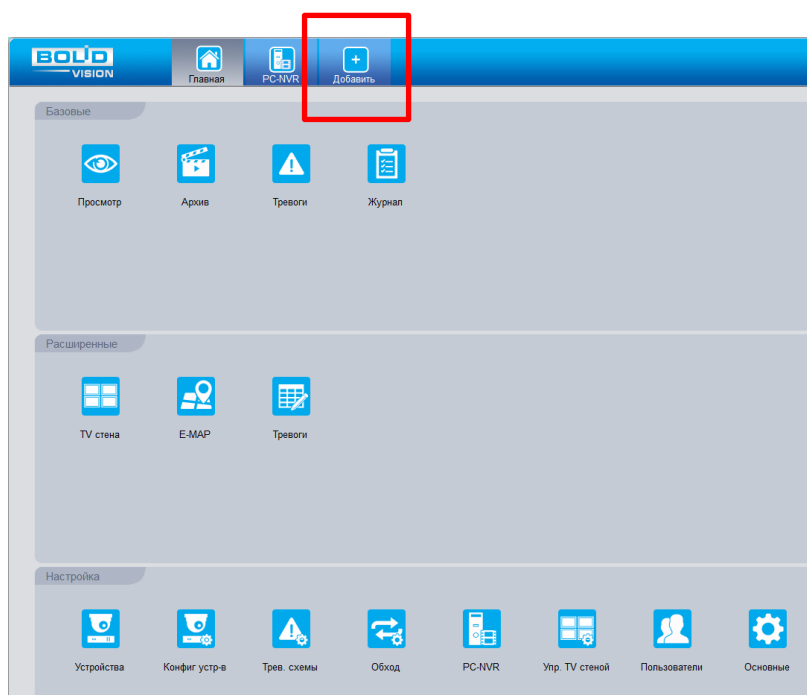 BOLID
VISION
Главная
PC-NVR
Добавить
Базовые
Просмотр
Архив
Тревоги
Журнал
Расширенные
TV стена
E-MAP
Тревоги
Настройка
Устройства
Конфиг устр-в
Трев. схемы
Обход
PC-NVR
Упр. TV стеной
Пользователи
Основные